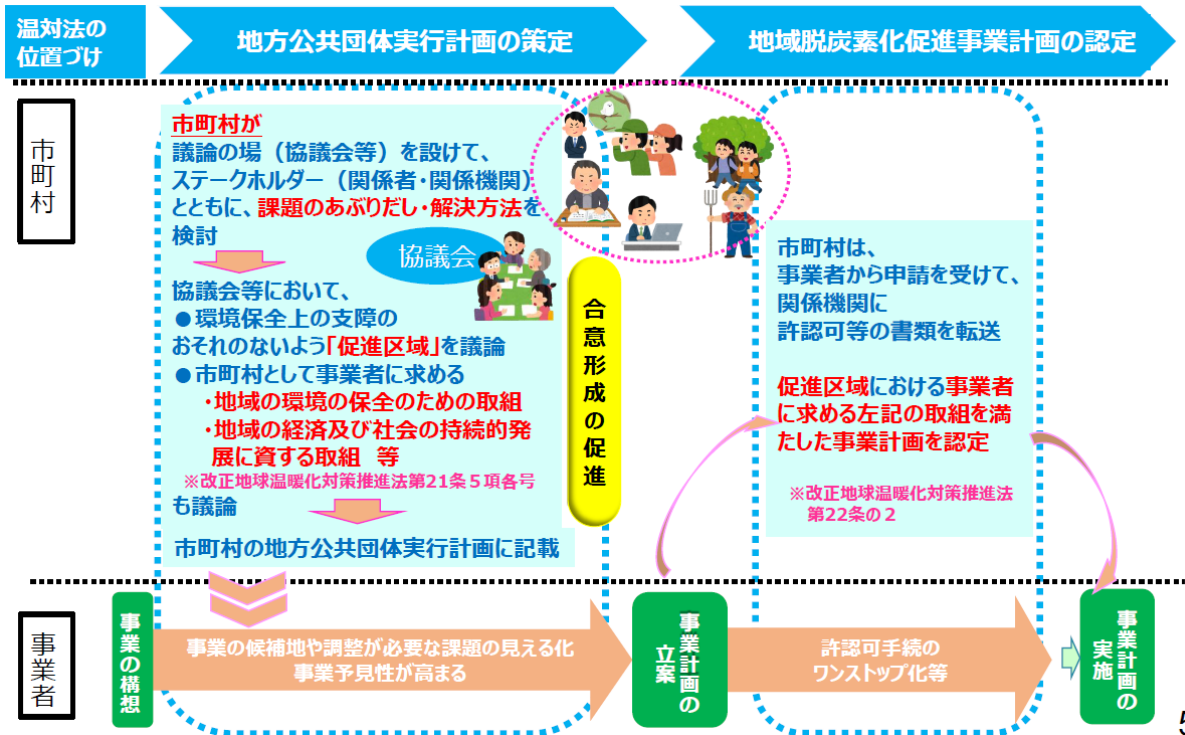 温対法の
位置づけ
地方公共団体実行計画の策定
地域脱炭素化促進事業計画の認定
市町村
市町村が
議論の場（協議会等）を設けて、
ステークホルダー（関係者・関係機関）
とともに、課題のあぶりだし・解決方法を
検討
協議会
協議会等において、
●環境保全上の支障の
おそれのないよう「促進区域」を議論
●市町村として事業者に求める
・地域の環境の保全のための取組
・地域の経済及び社会の持続的発
展に資する取組 等
※改正地球温暖化対策推進法第21条５項各号
も議論
市町村の地方公共団体実行計画に記載
合意形成の促進
市町村は、
事業者から申請を受けて、
関係機関に
許認可等の書類を転送
促進区域における事業者
に求める左記の取組を満
たした事業計画を認定
※改正地球温暖化対策推進法
第22条の２
事業者
事業の構想
事業の候補地や調整が必要な課題の見える化
事業予見性が高まる
事業計画の
立案
許認可手続の
ワンストップ化等
事業計画の
実施
5